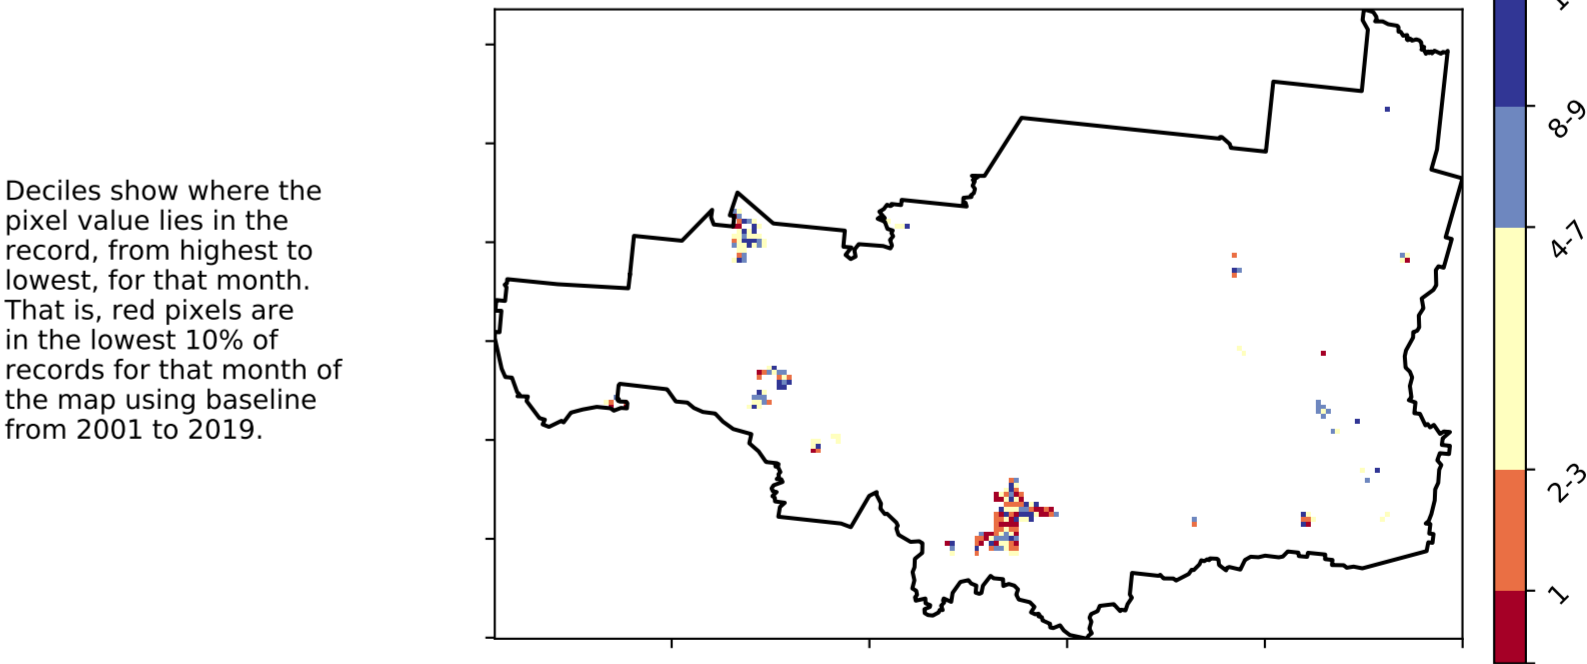 Deciles show where the
pixel value lies in the
record, from highest to
lowest, for that month.
That is, red pixels are
in the lowest 10% of
records for that month of
the map using baseline
from 2001 to 2019.
8-9
4-7
2-3
1